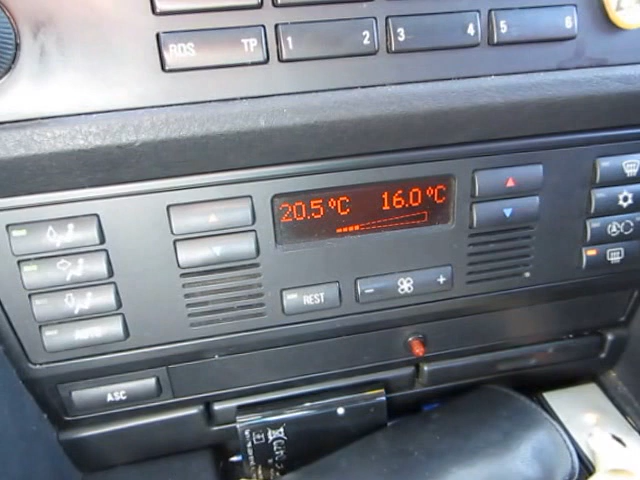 RDS TP 1 2 3 4 5 6
20.5°C 16.0°C
- +
REST
AUTO
ASC